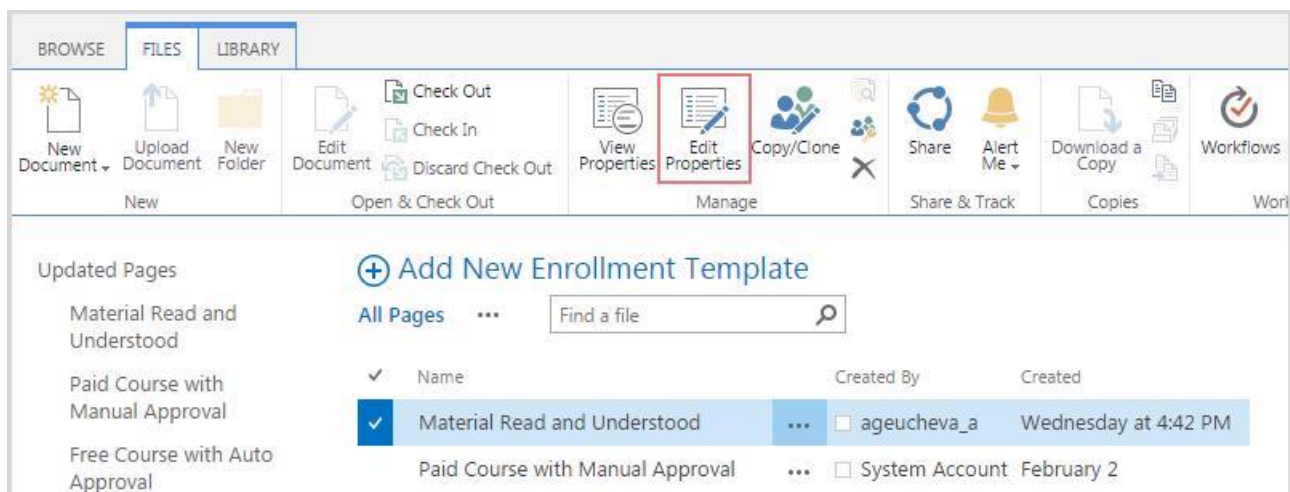 BROWSE FILES LIBRARY
New Document
Upload Document
New Folder
New
Edit Document
Check Out
Check In
Discard Check Out
Open & Check Out
View Properties
Edit Properties
Copy/Clone
Manage
Share
Alert Me
Share & Track
Download a Copy
Copies
Workflows
Work
Updated Pages
Material Read and
Understood
Paid Course with
Manual Approval
Free Course with Auto
Approval
Add New Enrollment Template
All Pages ... Find a file
Name Created By Created
Material Read and Understood ... ageucheva_a Wednesday at 4:42 PM
Paid Course with Manual Approval ... System Account February 2